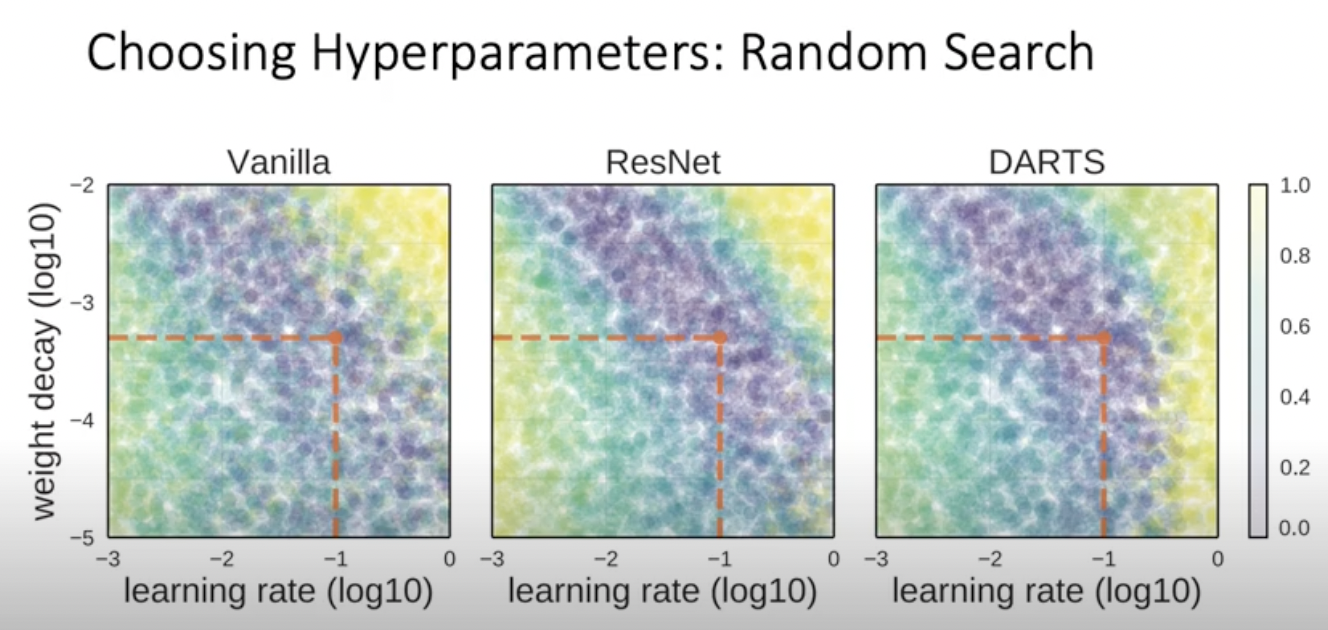 Choosing Hyperparameters: Random Search
Vanilla
ResNet
DARTS
weight decay (log10)
−2
−3
−4
−5
−3 −2 −1 0
learning rate (log10)
−3 −2 −1 0
learning rate (log10)
−3 −2 −1 0
learning rate (log10)
1.0
0.8
0.6
0.4
0.2
0.0